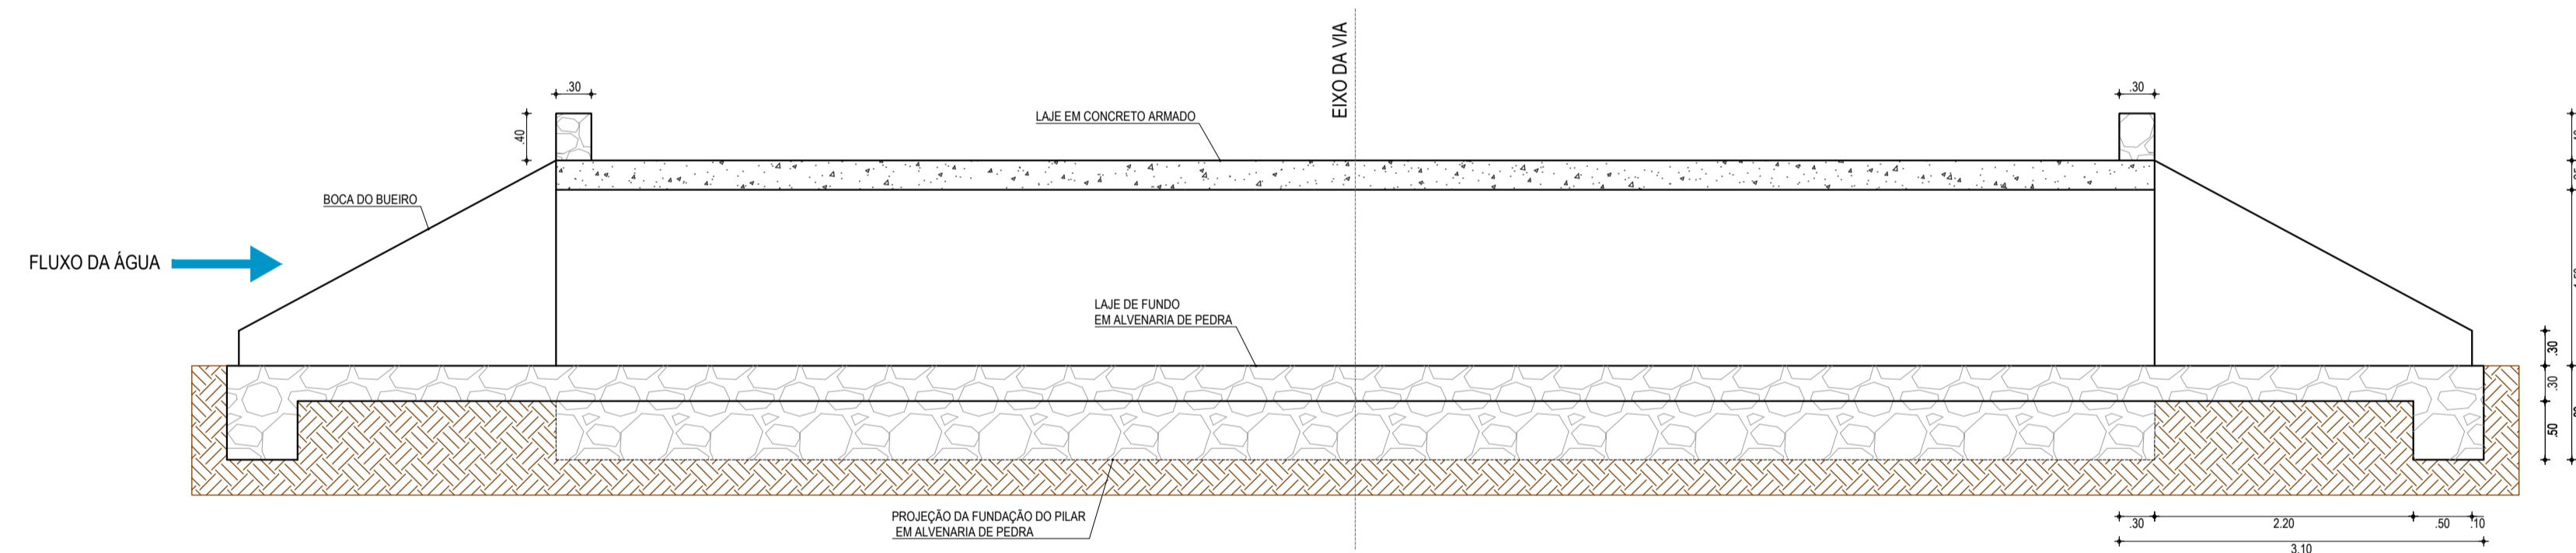 EIXO DA VIA
.30
.30
.40
LAJE EM CONCRETO ARMADO
BOCA DO BUEIRO
FLUXO DA ÁGUA
LAJE DE FUNDO
EM ALVENARIA DE PEDRA
.30
.30
.50
PROJEÇÃO DA FUNDAÇÃO DO PILAR
EM ALVENARIA DE PEDRA
.30
2.20
.50
.10
3.10